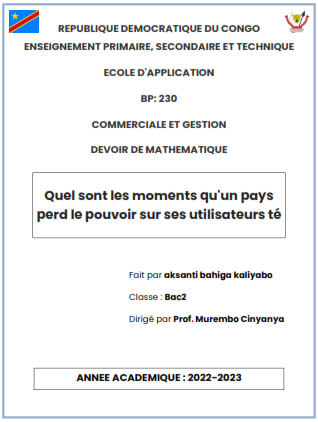 REPUBLIQUE DEMOCRATIQUE DU CONGO
ENSEIGNEMENT PRIMAIRE, SECONDAIRE ET TECHNIQUE
ECOLE D'APPLICATION
BP: 230
COMMERCIALE ET GESTION
DEVOIR DE MATHEMATIQUE
Quel sont les moments qu'un pays
perd le pouvoir sur ses utilisateurs té
Fait par aksanti bahiga kaliyabo
Classe : Bac2
Dirigé par Prof. Murembo Cinyanya
ANNEE ACADEMIQUE : 2022-2023